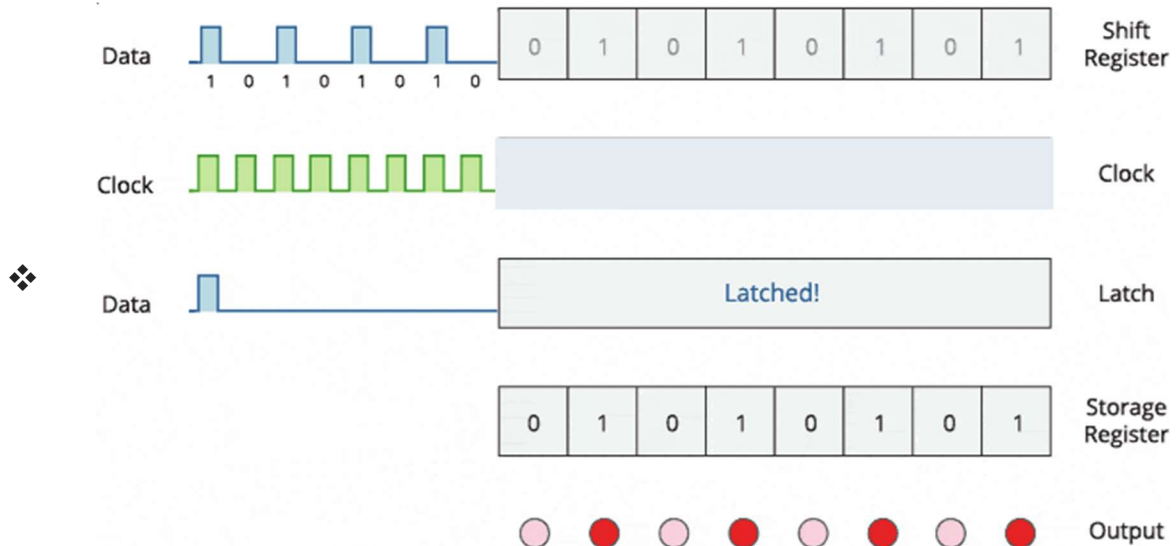 Data
1 0 1 0 1 0 1 0
0 1 0 1 0 1 0 1
Shift
Register
Clock
Clock
Data
Latched!
Latch
0 1 0 1 0 1 0 1
Storage
Register
Output